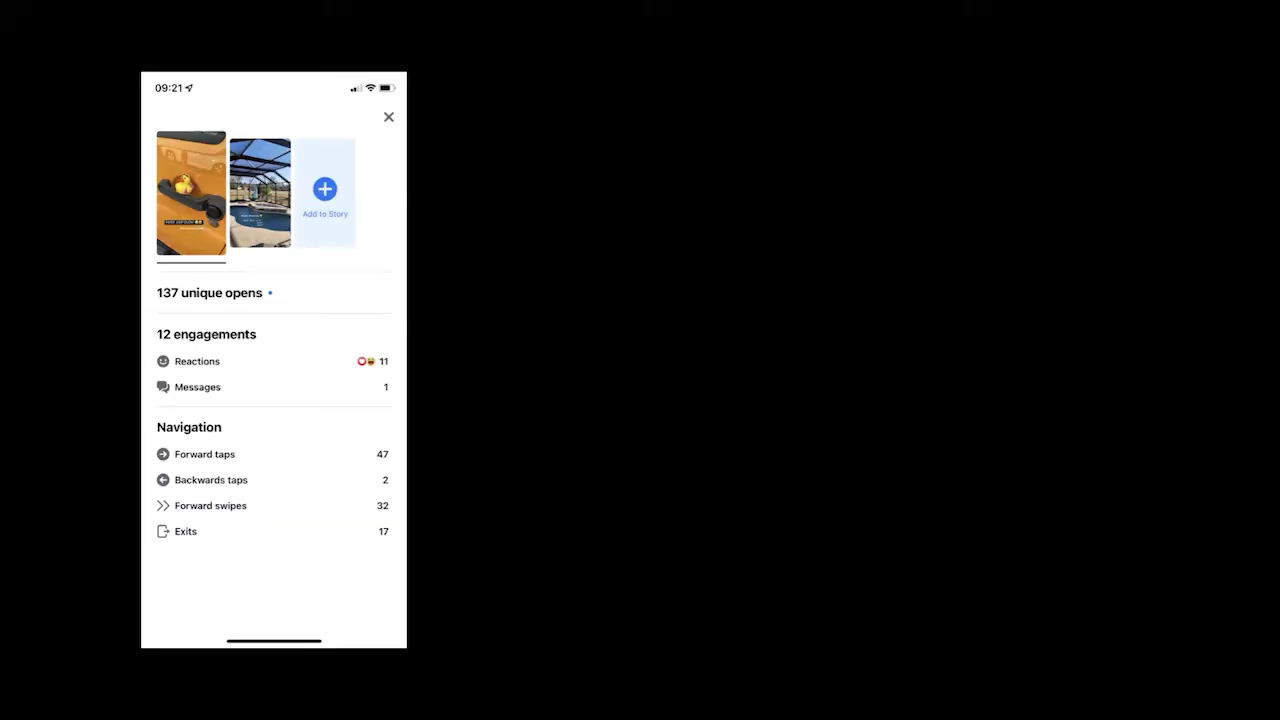 09:21
Add to Story
137 unique opens
12 engagements
Reactions 11
Messages 1
Navigation
Forward taps 47
Backwards taps 2
Forward swipes 32
Exits 17